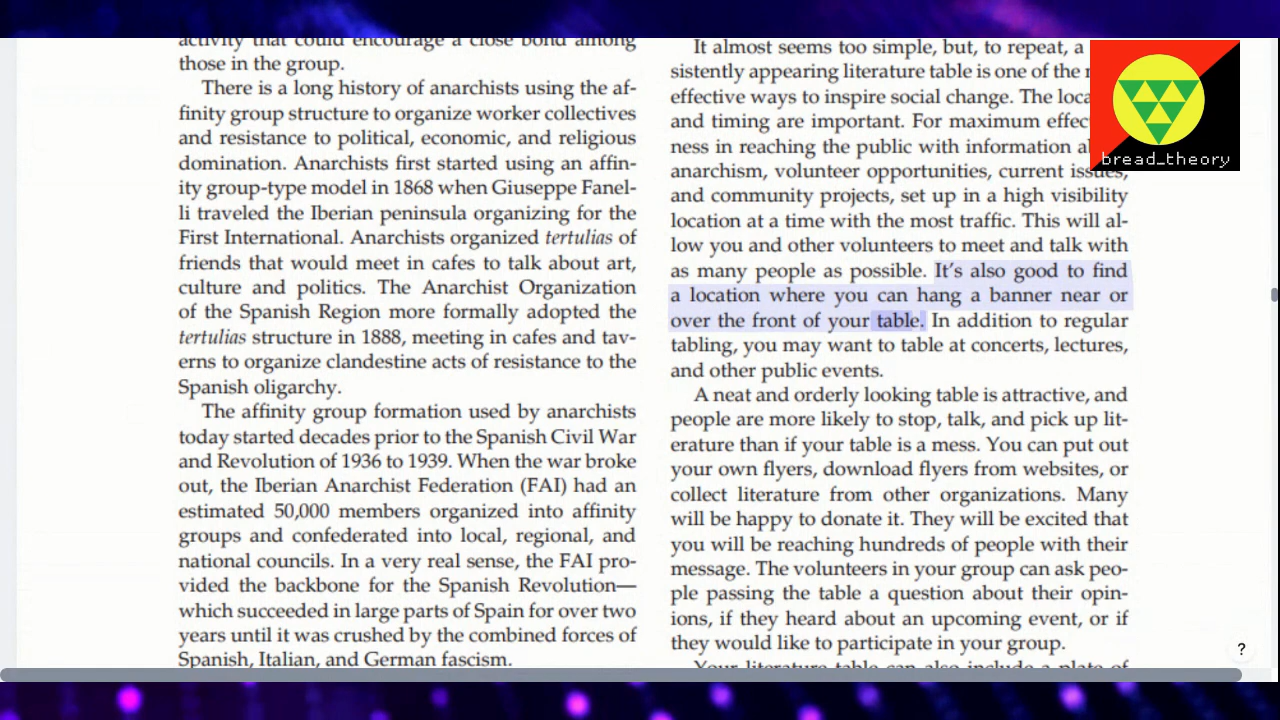 activity that could encourage a close bond among
those in the group.
There is a long history of anarchists using the af-
finity group structure to organize worker collectives
and resistance to political, economic, and religious
domination. Anarchists first started using an affin-
ity group-type model in 1868 when Giuseppe Fanel-
li traveled the Iberian peninsula organizing for the
First International. Anarchists organized tertulias of
friends that would meet in cafes to talk about art,
culture and politics. The Anarchist Organization
of the Spanish Region more formally adopted the
tertulias structure in 1888, meeting in cafes and tav-
erns to organize clandestine acts of resistance to the
Spanish oligarchy.
The affinity group formation used by anarchists
today started decades prior to the Spanish Civil War
and Revolution of 1936 to 1939. When the war broke
out, the Iberian Anarchist Federation (FAI) had an
estimated 50,000 members organized into affinity
groups and confederated into local, regional, and
national councils. In a very real sense, the FAI pro-
vided the backbone for the Spanish Revolution—
which succeeded in large parts of Spain for over two
years until it was crushed by the combined forces of
Spanish, Italian, and German fascism.
It almost seems too simple, but, to repeat, a
sistently appearing literature table is one of the
effective ways to inspire social change. The
and timing are important. For maximum
ness in reaching the public with information
anarchism, volunteer opportunities, current issues,
and community projects, set up in a high visibility
location at a time with the most traffic. This will al-
low you and other volunteers to meet and talk with
as many people as possible. It's also good to find
a location where you can hang a banner near or
over the front of your table. In addition to regular
tabling, you may want to table at concerts, lectures,
and other public events.
A neat and orderly looking table is attractive, and
people are more likely to stop, talk, and pick up lit-
erature than if your table is a mess. You can put out
your own flyers, download flyers from websites, or
collect literature from other organizations. Many
will be happy to donate it. They will be excited that
you will be reaching hundreds of people with their
message. The volunteers in your group can ask peo-
ple passing the table a question about their opin-
ions, if they heard about an upcoming event, or if
they would like to participate in your group.
Your literature table can also include a plate of
bread_theory
?